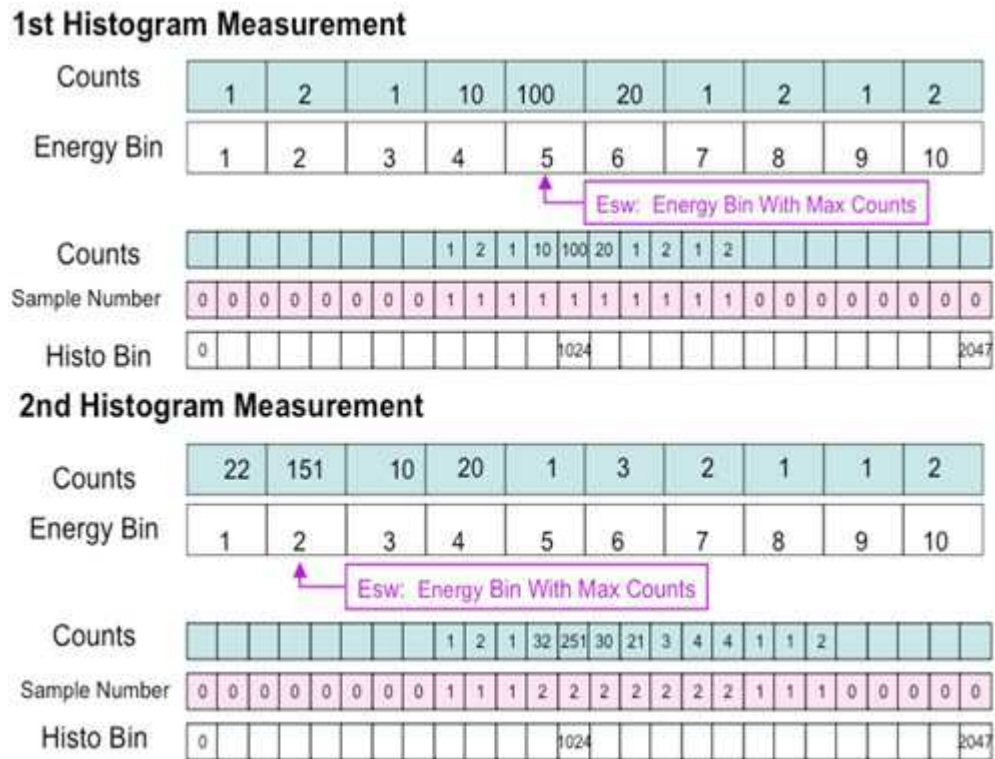 1st Histogram Measurement
Counts 1 2 1 10 100 20 1 2 1 2
Energy Bin 1 2 3 4 5 6 7 8 9 10
Esw: Energy Bin With Max Counts
Counts 1 2 1 10 100 20 1 2 1 2
Sample Number 0 0 0 0 0 0 0 0 1 1 1 1 1 1 1 1 1 1 0 0 0 0 0 0 0 0
Histo Bin 0 1024 2047
2nd Histogram Measurement
Counts 22 151 10 20 1 3 2 1 1 2
Energy Bin 1 2 3 4 5 6 7 8 9 10
Esw: Energy Bin With Max Counts
Counts 1 2 1 32 251 30 21 3 4 4 1 1 2
Sample Number 0 0 0 0 0 0 0 0 1 1 1 2 2 2 2 2 2 2 1 1 1 0 0 0 0 0
Histo Bin 0 1024 2047